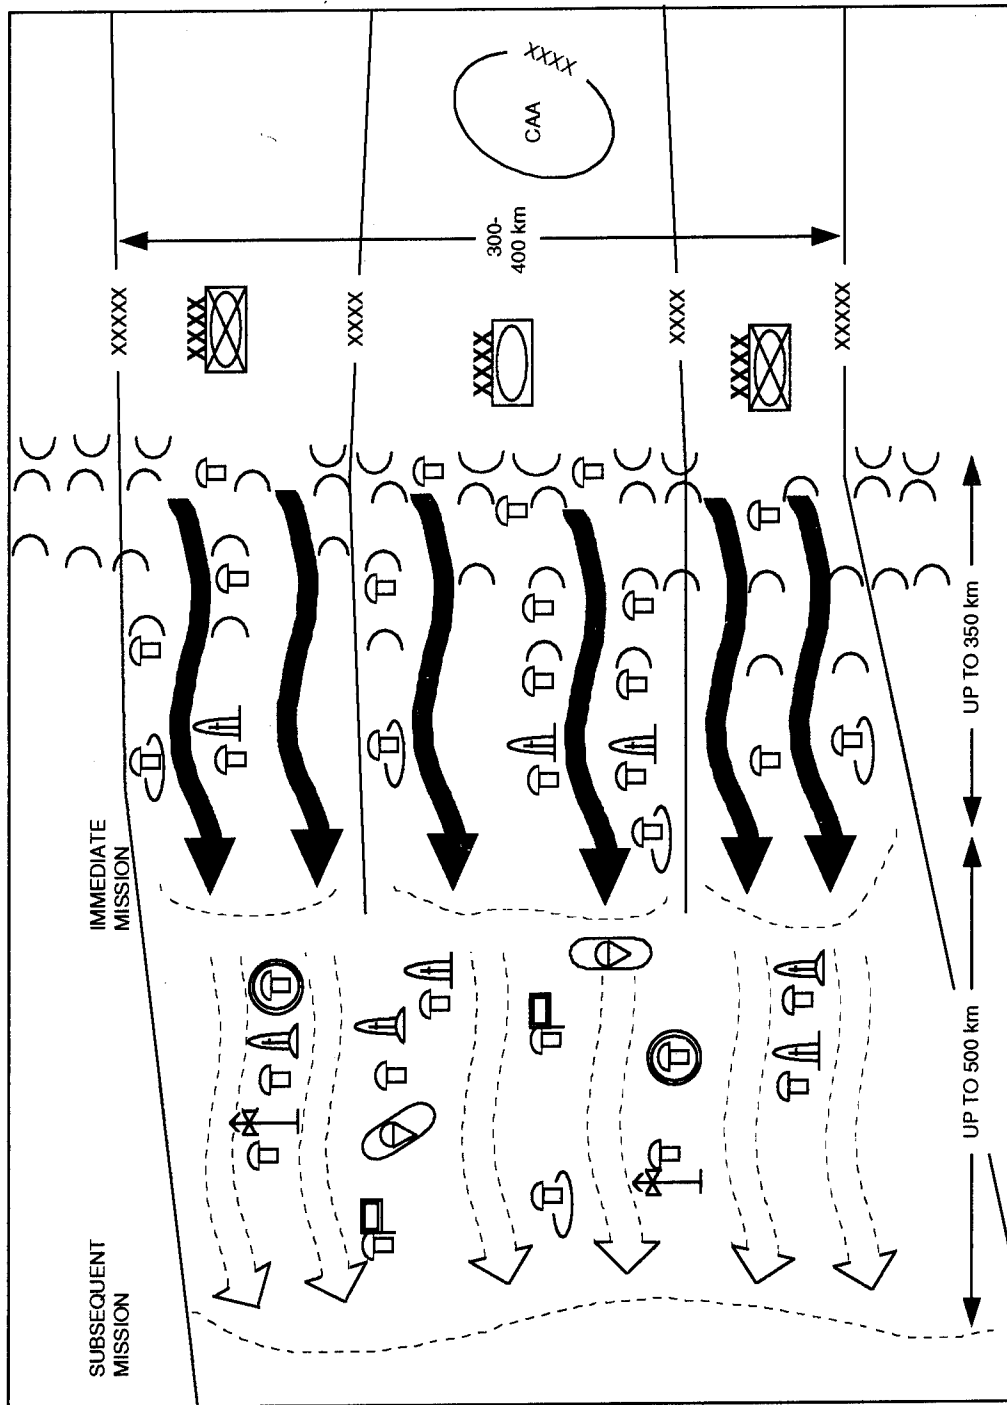 SUBSEQUENT
MISSION
IMMEDIATE
MISSION
XXXXX
XXXX
XXXX
XXXX
300-
400 km
CAA
XXXX
XXXX
XXXX
XXXXX
UP TO 500 km
UP TO 350 km